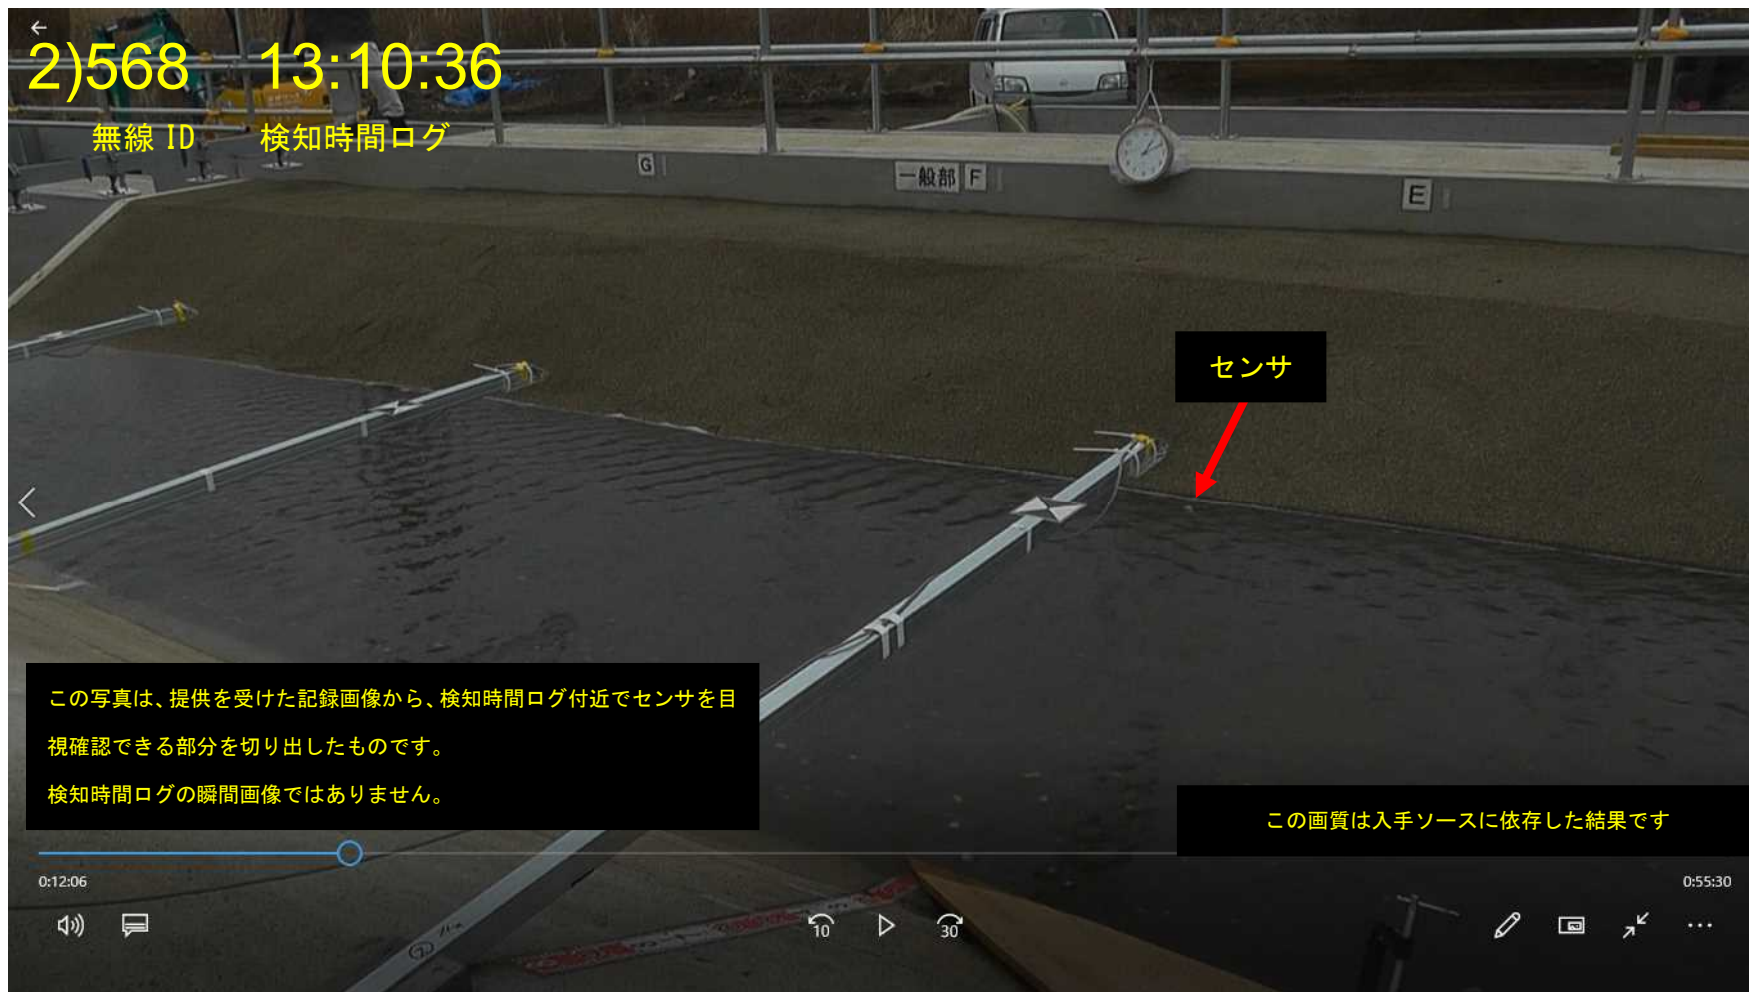 2)568 13:10:36
無線 ID 検知時間ログ
G
一般部 F
E
センサ
この写真は、提供を受けた記録画像から、検知時間ログ付近でセンサを目
視確認できる部分を切り出したものです。
検知時間ログの瞬間画像ではありません。
この画質は入手ソースに依存した結果です
0:12:06
0:55:30
10
30